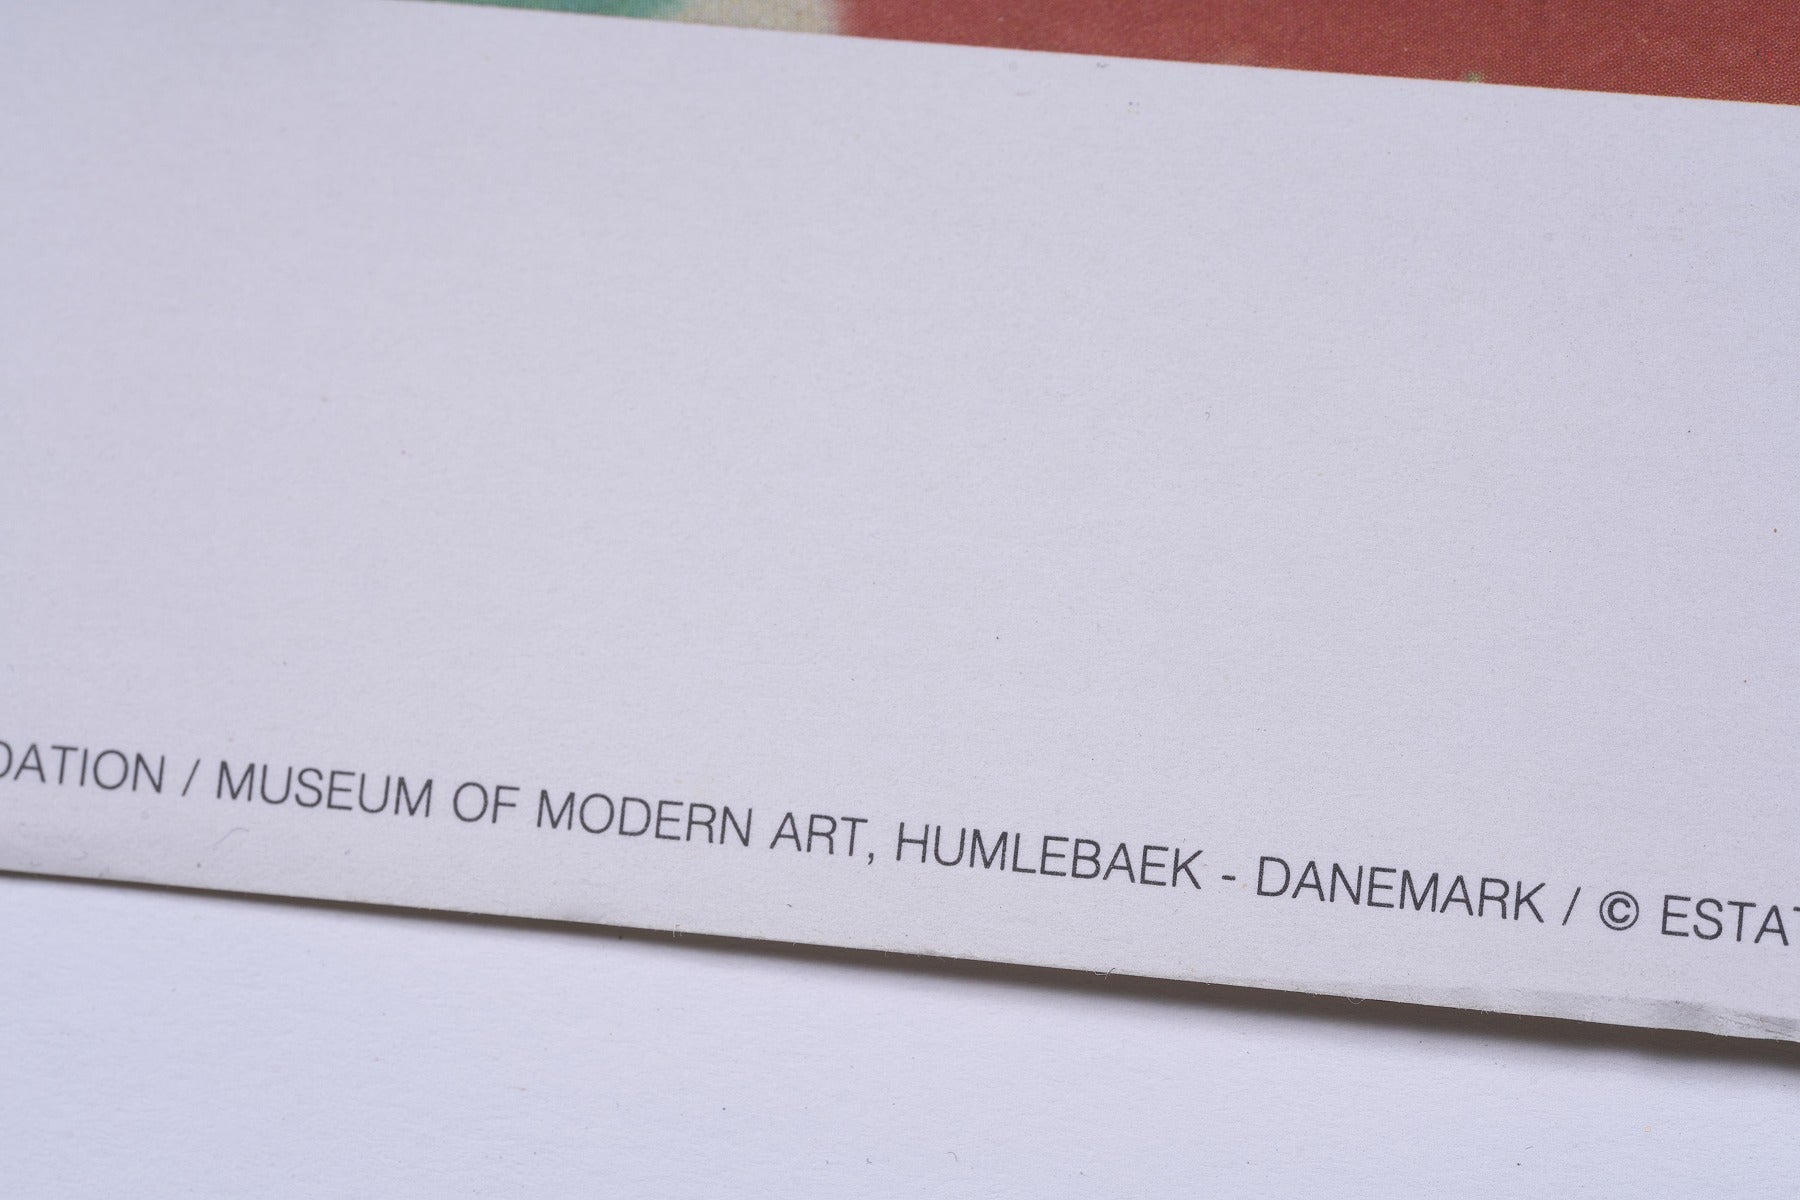 DATION / MUSEUM OF MODERN ART, HUMLEBAEK - DANEMARK / © ESTAT